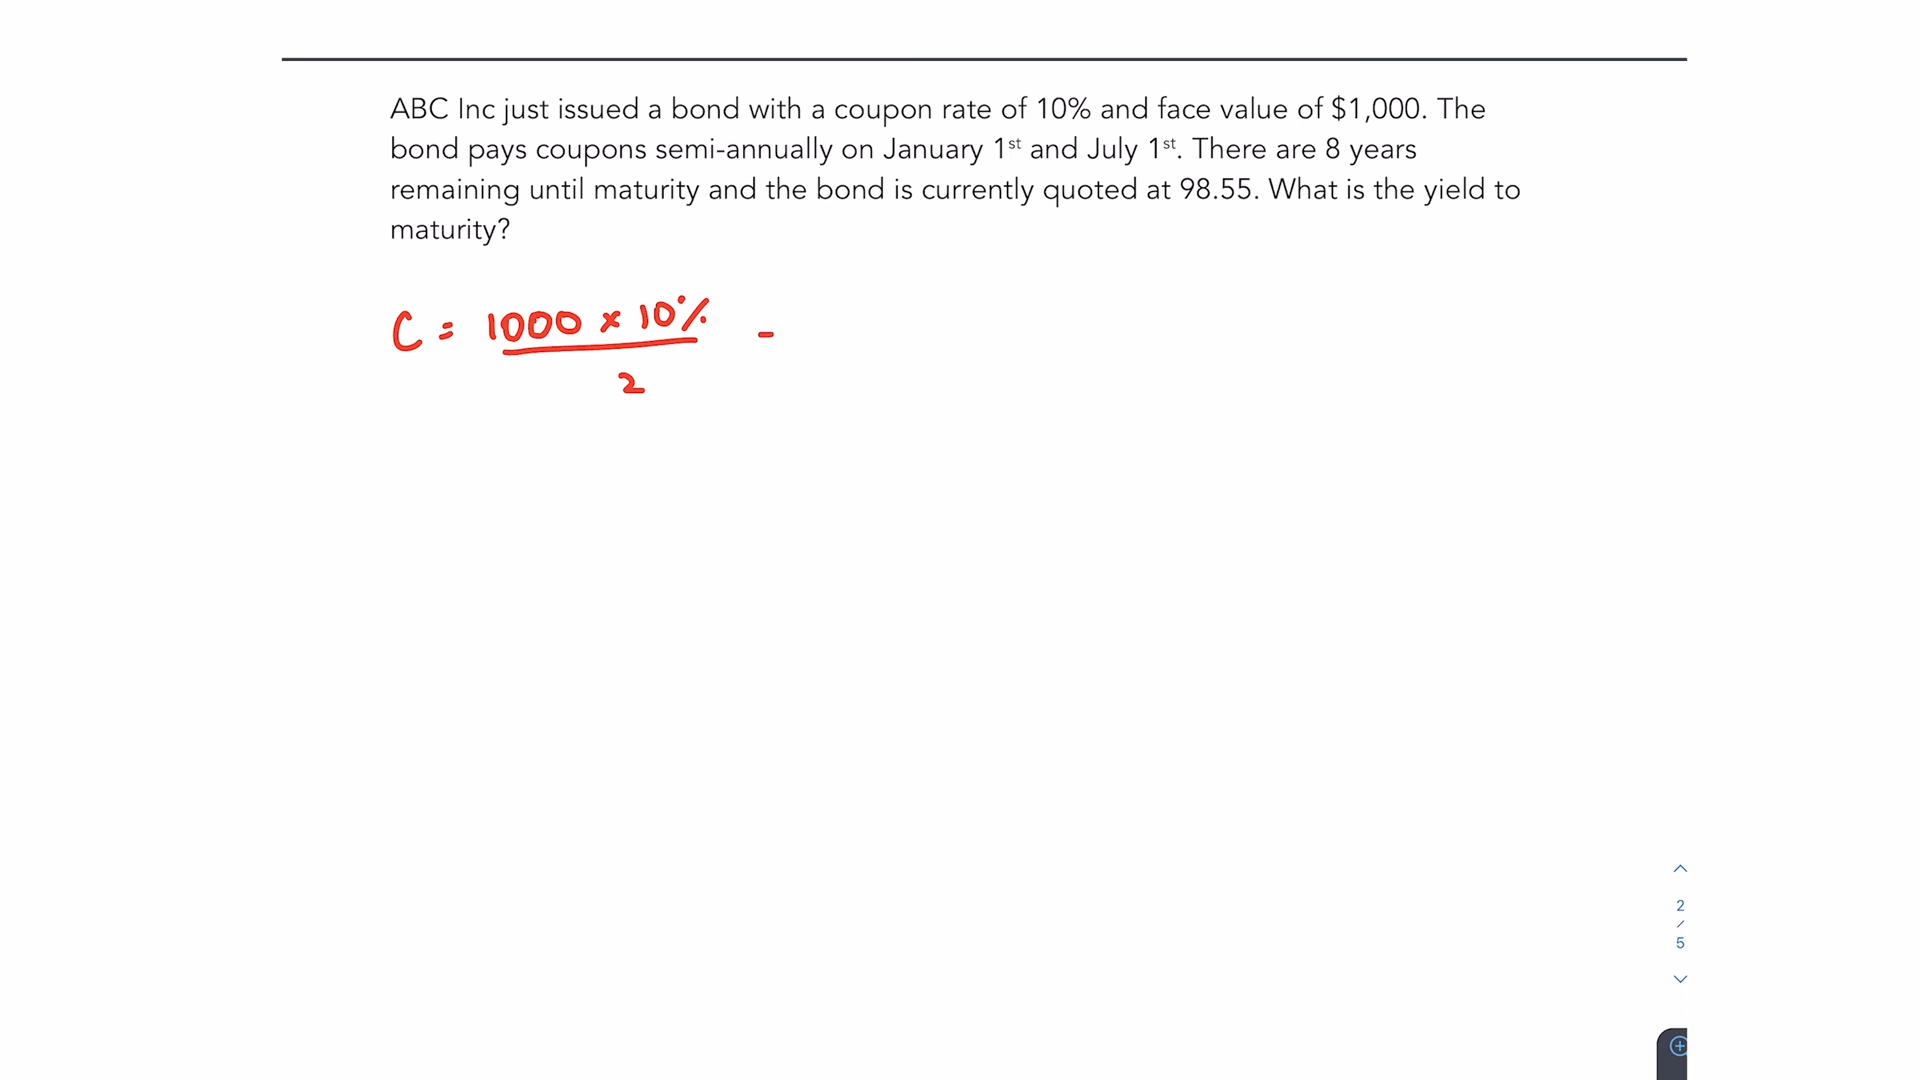 ABC Inc just issued a bond with a coupon rate of 10% and face value of $1,000. The
bond pays coupons semi-annually on January 1st and July 1st. There are 8 years
remaining until maturity and the bond is currently quoted at 98.55. What is the yield to
maturity?
C = 1000 x 10% -
2
2
/
5